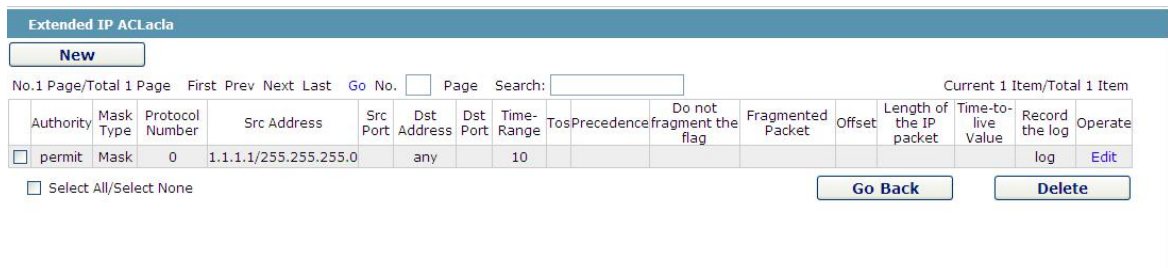 Extended IP ACLacla
New
No.1 Page/Total 1 Page First Prev Next Last Go No. Page Search: Current 1 Item/Total 1 Item
Authority Mask Type Protocol Number Src Address Src Port Dst Address Dst Port Time-Range Tos Precedence Do not fragment the flag Fragmented Packet Offset Length of the IP packet Time-to-live Value Record the log Operate
permit Mask 0 1.1.1.1/255.255.255.0 any 10 log Edit
Select All/Select None Go Back Delete